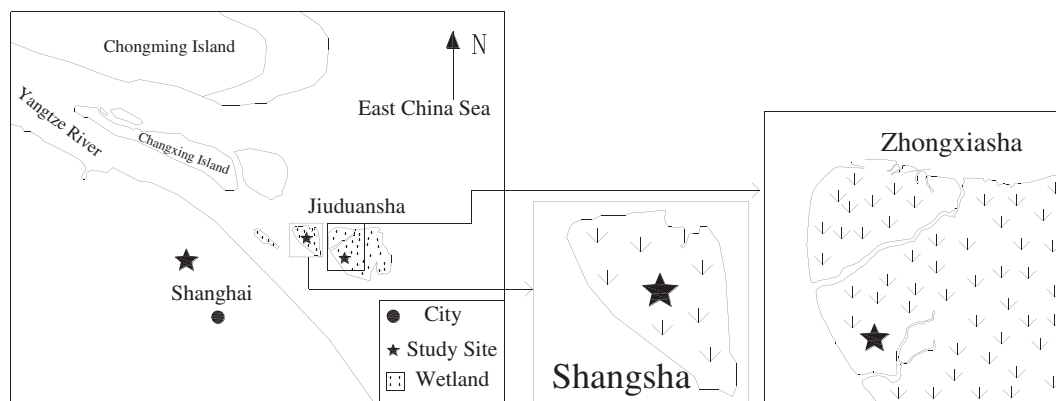 Chongming Island
N
East China Sea
Yangtze River
Changxing Island
Jiuduansha
Shanghai
City
Study Site
Wetland
Shangsha
Zhongxiasha